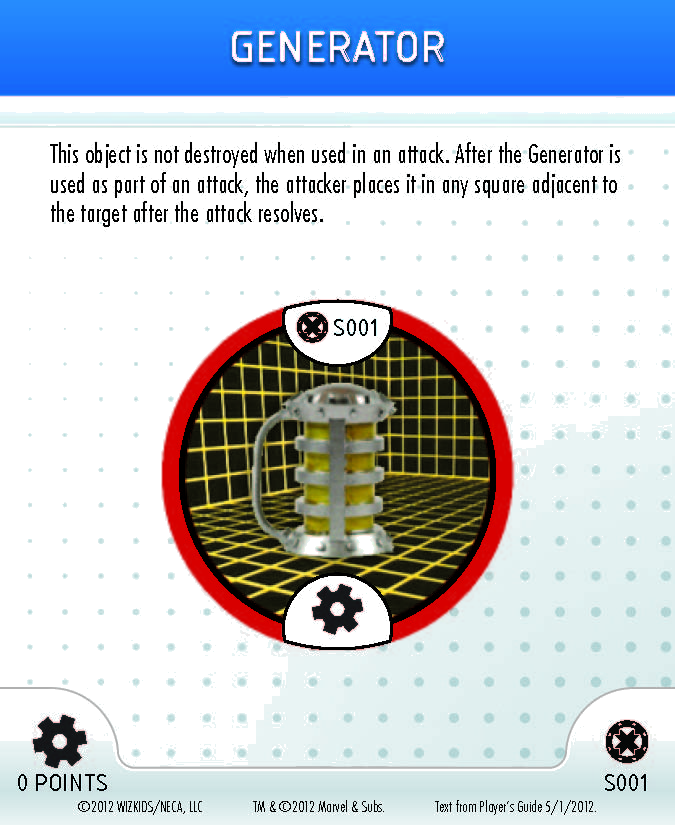 GENERATOR
This object is not destroyed when used in an attack. After the Generator is
used as part of an attack, the attacker places it in any square adjacent to
the target after the attack resolves.
S001
0 POINTS
S001
©2012 WIZKIDS/NECA, LLC TM & ©2012 Marvel & Subs. Text from Player's Guide 5/1/2012.